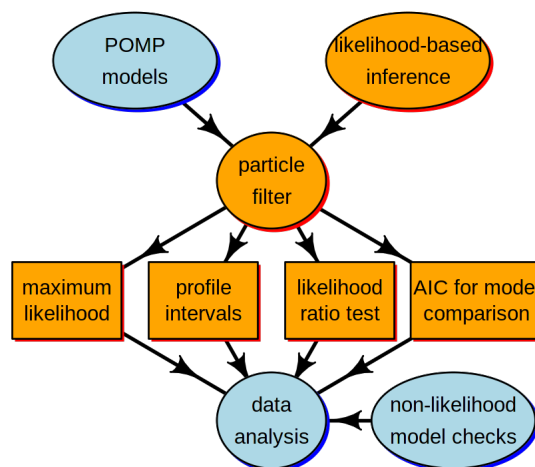 POMP
models
likelihood-based
inference
particle
filter
maximum
likelihood
profile
intervals
likelihood
ratio test
AIC for mode
comparison
data
analysis
non-likelihood
model checks